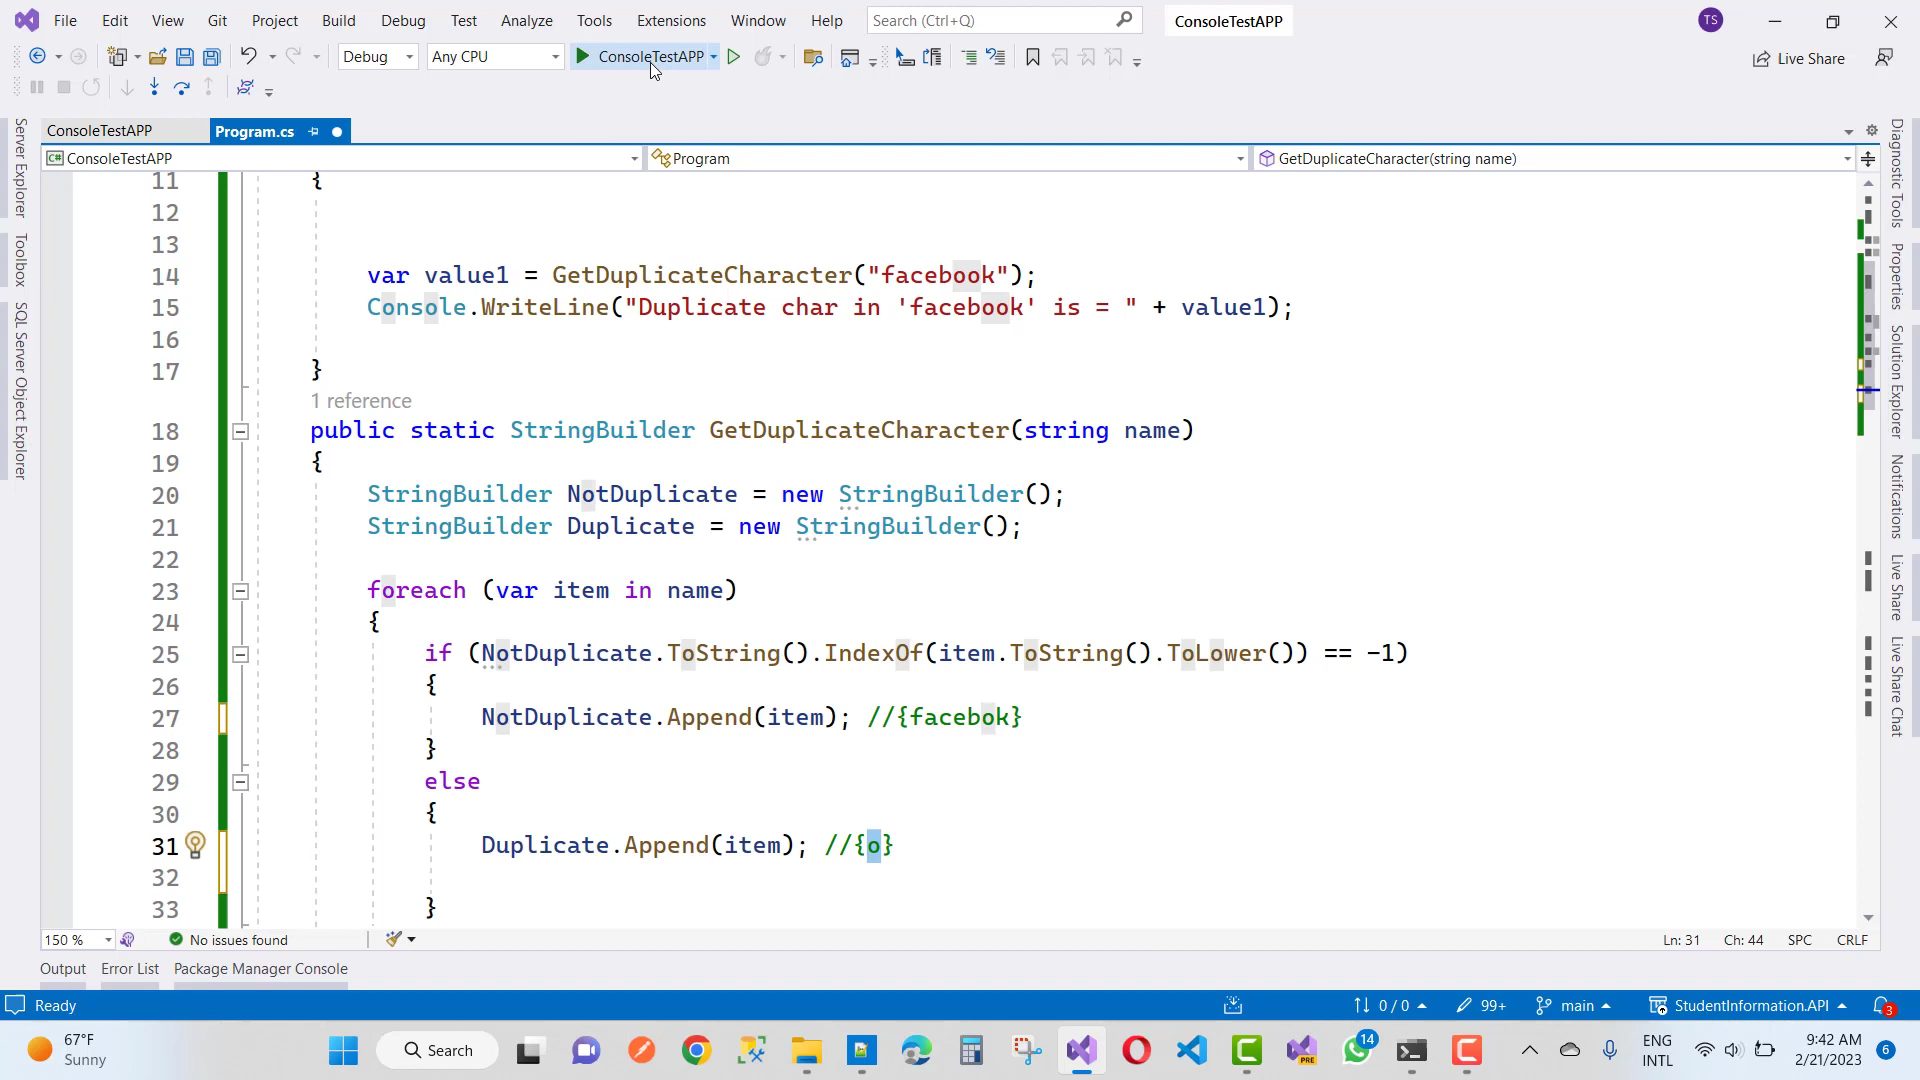 File Edit View Git Project Build Debug Test Analyze Tools Extensions Window Help Search (Ctrl+Q) ConsoleTestAPP TS
Debug Any CPU ConsoleTestAPP Live Share
ConsoleTestAPP Program.cs
C# ConsoleTestAPP Program GetDuplicateCharacter(string name)
Server Explorer
Toolbox
SQL Server Object Explorer
11 {
12
13
14 var value1 = GetDuplicateCharacter("facebook");
15 Console.WriteLine("Duplicate char in 'facebook' is = " + value1);
16
17 }
1 reference
18 public static StringBuilder GetDuplicateCharacter(string name)
19 {
20 StringBuilder NotDuplicate = new StringBuilder();
21 StringBuilder Duplicate = new StringBuilder();
22
23 foreach (var item in name)
24 {
25 if (NotDuplicate.ToString().IndexOf(item.ToString().ToLower()) == -1)
26 {
27 NotDuplicate.Append(item); //{facebok}
28 }
29 else
30 {
31 Duplicate.Append(item); //{o}
32
33 }
Diagnostic Tools
Properties
Solution Explorer
Notifications
Live Share
Live Share Chat
150 % No issues found Ln: 31 Ch: 44 SPC CRLF
Output Error List Package Manager Console
Ready 0 / 0 99+ main StudentInformation.API 3
67°F
Sunny
Search
PRE
14
ENG
INTL
9:42 AM
2/21/2023
6